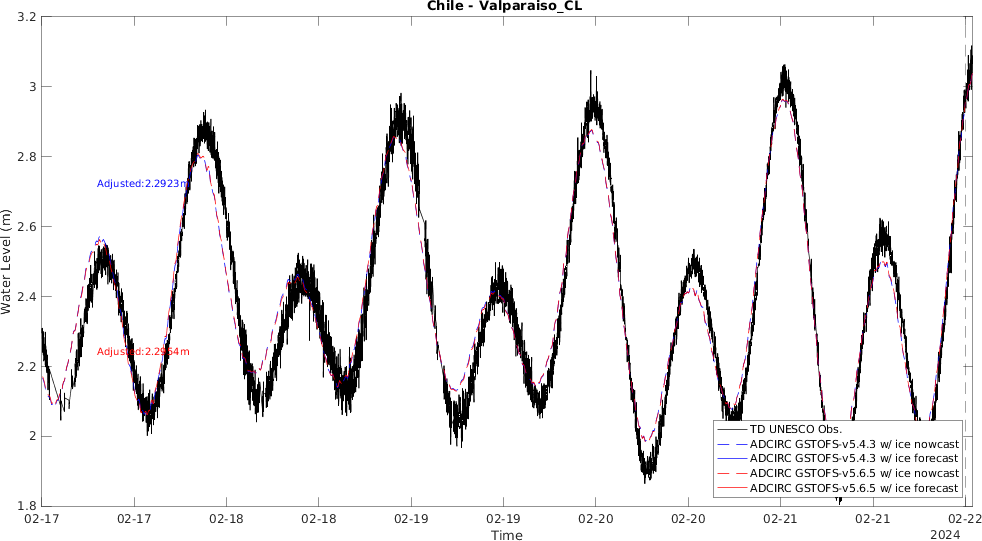 Chile - Valparaiso_CL
3.2
3
2.8
2.6
2.4
2.2
2
1.8
Water Level (m)
Adjusted:2.2923m
Adjusted:2.2964m
TD UNESCO Obs.
ADCIRC GSTOFS-v5.4.3 w/ ice nowcast
ADCIRC GSTOFS-v5.4.3 w/ ice forecast
ADCIRC GSTOFS-v5.6.5 w/ ice nowcast
ADCIRC GSTOFS-v5.6.5 w/ ice forecast
02-17 02-17 02-18 02-18 02-19 02-19 02-20 02-20 02-21 02-21 02-22
Time
2024